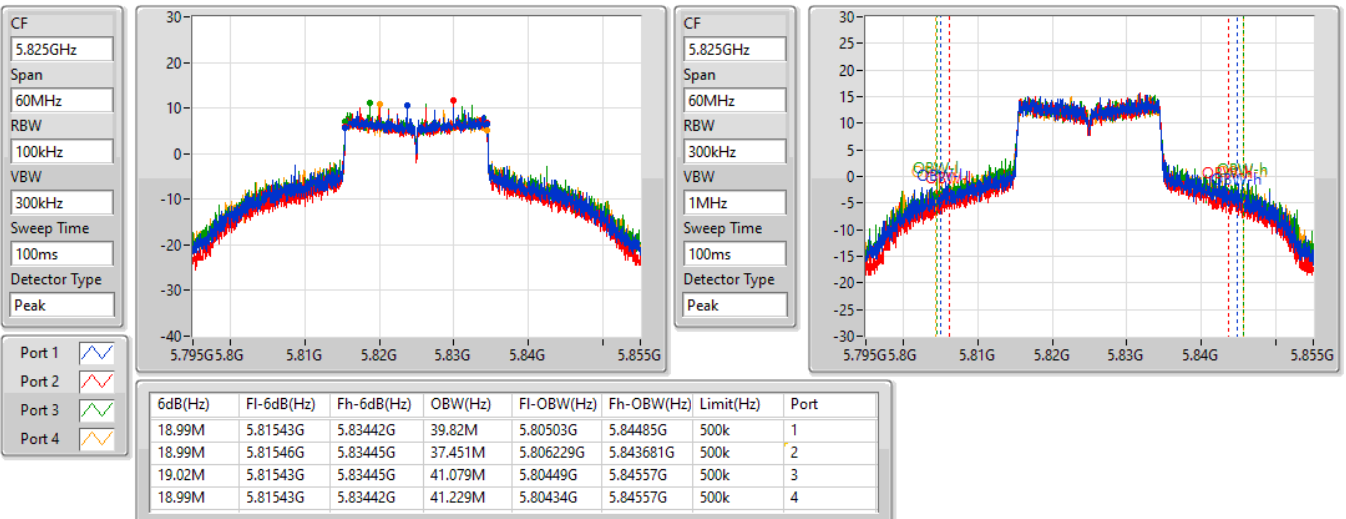 CF
5.825GHz
Span
60MHz
RBW
100kHz
VBW
300kHz
Sweep Time
100ms
Detector Type
Peak
30
20
10
0
-10
-20
-30
-40
5.795G 5.8G 5.81G 5.82G 5.83G 5.84G 5.855G
CF
5.825GHz
Span
60MHz
RBW
300kHz
VBW
1MHz
Sweep Time
100ms
Detector Type
Peak
30
25
20
15
10
5
0
-5
-10
-15
-20
-25
-30
5.795G 5.8G 5.81G 5.82G 5.83G 5.84G 5.855G
Port 1
Port 2
Port 3
Port 4
6dB(Hz) Fl-6dB(Hz) Fh-6dB(Hz) OBW(Hz) Fl-OBW(Hz) Fh-OBW(Hz) Limit(Hz) Port
18.99M 5.81543G 5.83442G 39.82M 5.80503G 5.84485G 500k 1
18.99M 5.81546G 5.83445G 37.451M 5.806229G 5.843681G 500k 2
19.02M 5.81543G 5.83445G 41.079M 5.80449G 5.84557G 500k 3
18.99M 5.81543G 5.83442G 41.229M 5.80434G 5.84557G 500k 4